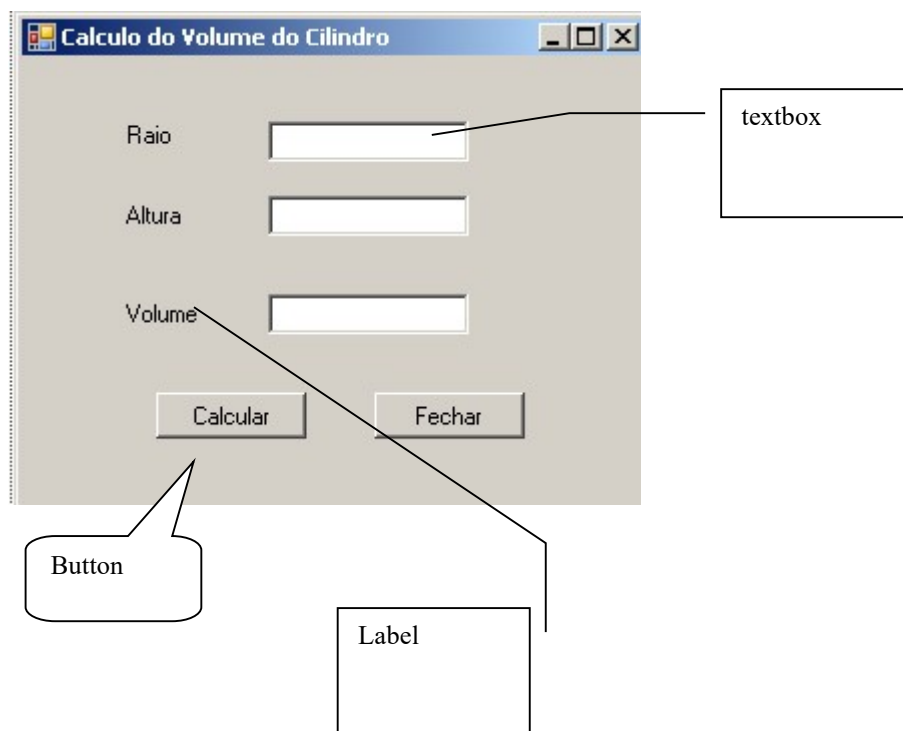 Calculo do Volume do Cilindro
Raio
textbox
Altura
Volume
Calcular
Fechar
Button
Label